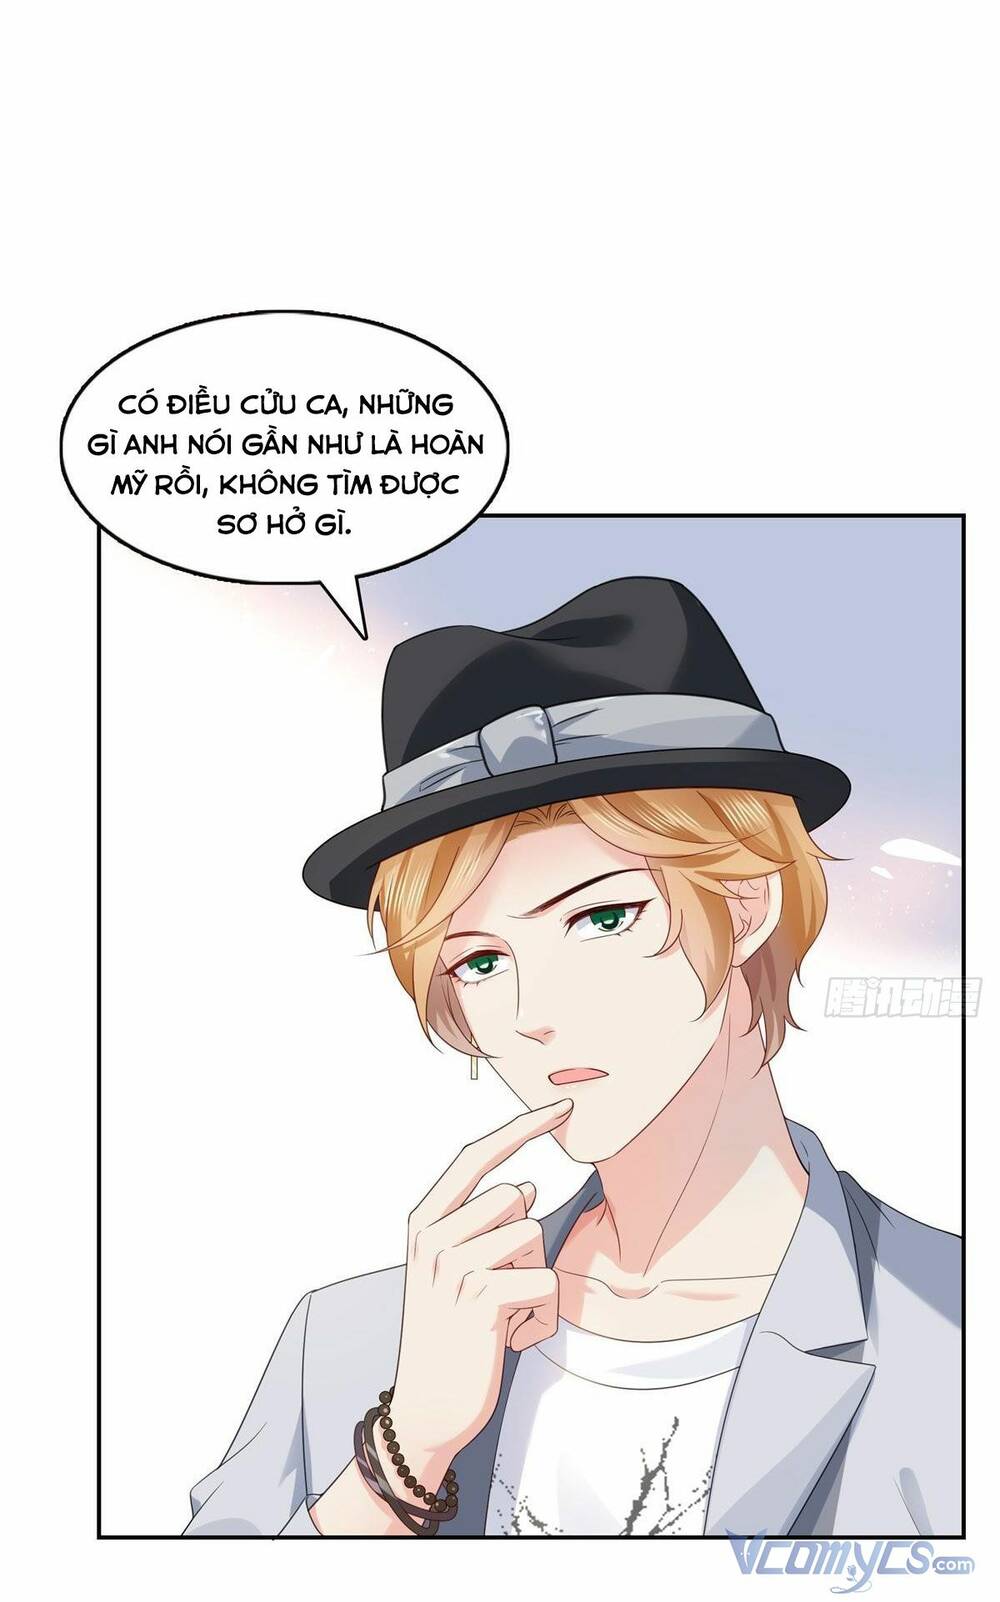 CÓ ĐIỀU CỬU CA, NHỮNG
GÌ ANH NÓI GẦN NHƯ LÀ HOÀN
MỸ RỒI, KHÔNG TÌM ĐƯỢC
SƠ HỞ GÌ.
腾讯动漫
VCOMYCS.com